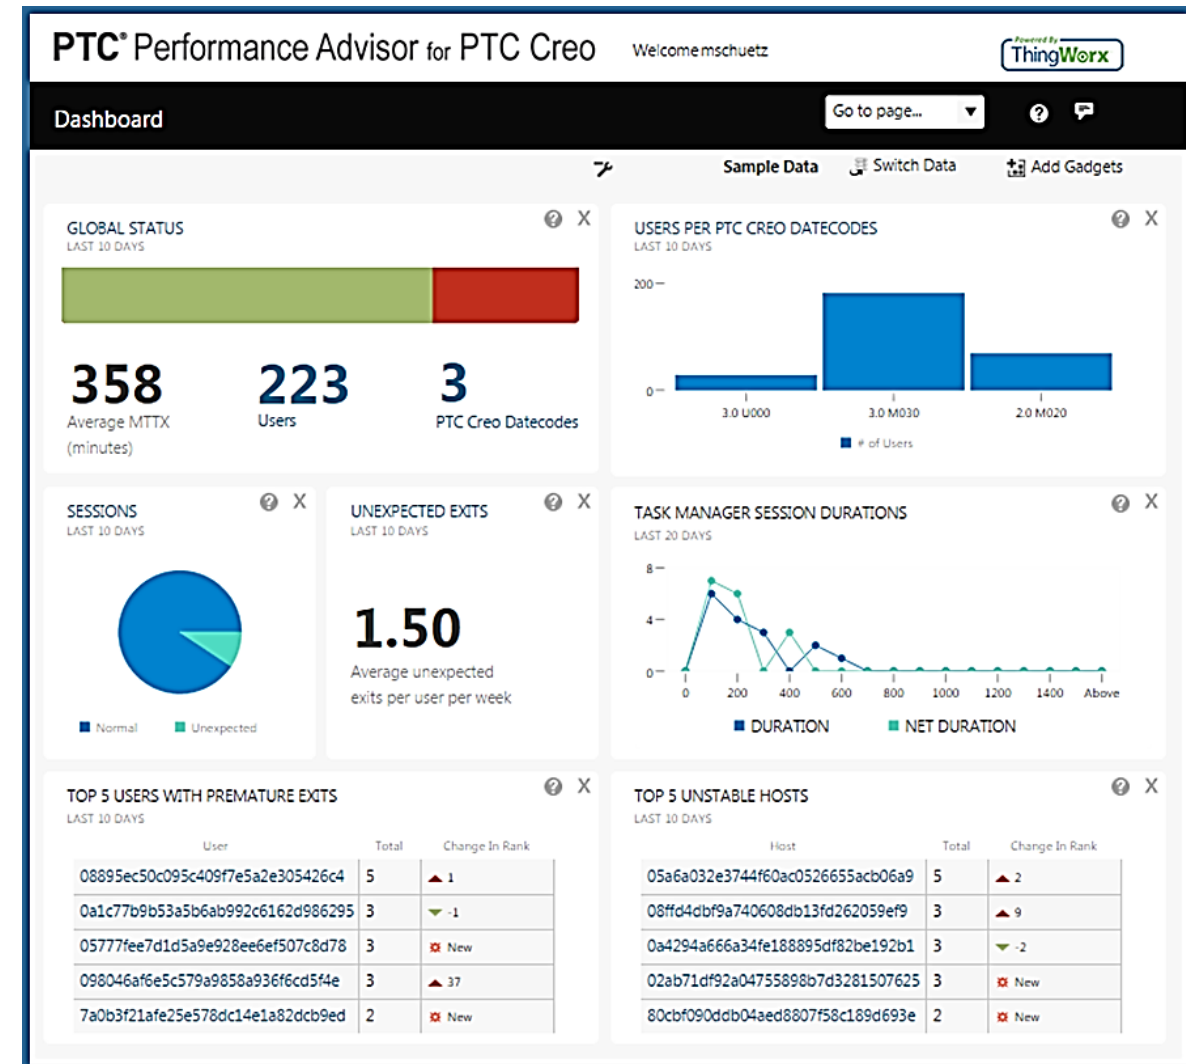 PTC® Performance Advisor for PTC Creo
Welcomemschuetz
Powered By
ThingWorx
Dashboard
Go to page...
Sample Data
Switch Data
Add Gadgets
GLOBAL STATUS
LAST 10 DAYS
358
Average MTTX
(minutes)
223
Users
3
PTC Creo Datecodes
USERS PER PTC CREO DATECODES
LAST 10 DAYS
200
0
3.0 U000 3.0 M030 2.0 M020
# of Users
SESSIONS
LAST 10 DAYS
Normal Unexpected
UNEXPECTED EXITS
LAST 10 DAYS
1.50
Average unexpected
exits per user per week
TASK MANAGER SESSION DURATIONS
LAST 20 DAYS
8
4
0
0 200 400 600 800 1000 1200 1400 Above
DURATION NET DURATION
TOP 5 USERS WITH PREMATURE EXITS
LAST 10 DAYS
User Total Change In Rank
08895ec50c095c409f7e5a2e305426c4 5 1
0a1c77b9b53a5b6ab992c6162d986295 3 -1
05777fee7d1d5a9e928ee6ef507c8d78 3 New
098046af6e5c579a9858a936f6cd5f4e 3 37
7a0b3f21afe25e578dc14e1a82dcb9ed 2 New
TOP 5 UNSTABLE HOSTS
LAST 10 DAYS
Host Total Change In Rank
05a6a032e3744f60ac0526655acb06a9 5 2
08ffd4dbf9a740608db13fd262059ef9 3 9
0a4294a666a34fe188895df82be192b1 3 -2
02ab71df92a04755898b7d3281507625 3 New
80cbf090ddb04aed8807f58c189d693e 2 New